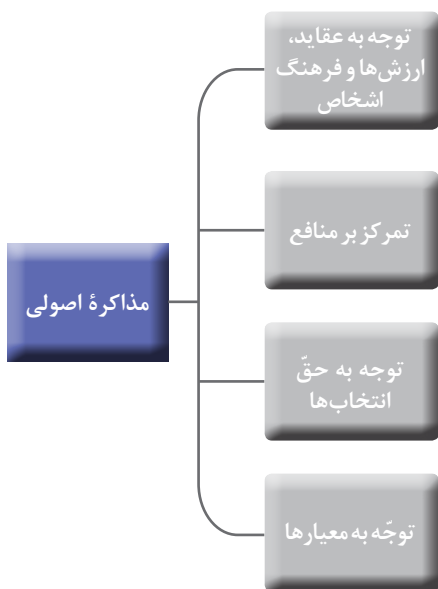 توجه به عقاید،
ارزش‌ها و فرهنگ
اشخاص
تمرکز بر منافع
مذاکرهٔ اصولی
توجه به حقّ
انتخاب‌ها
توجّه به معیارها